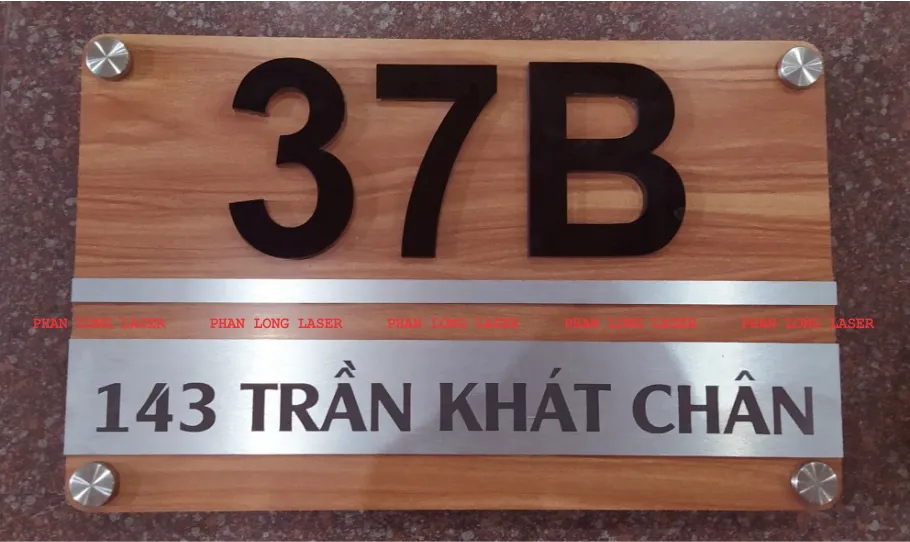 37B
PHAN LONG LASER PHAN LONG LASER PHAN LONG LASER PHAN LONG LASER PHAN LONG LASER
143 TRẦN KHÁT CHÂN